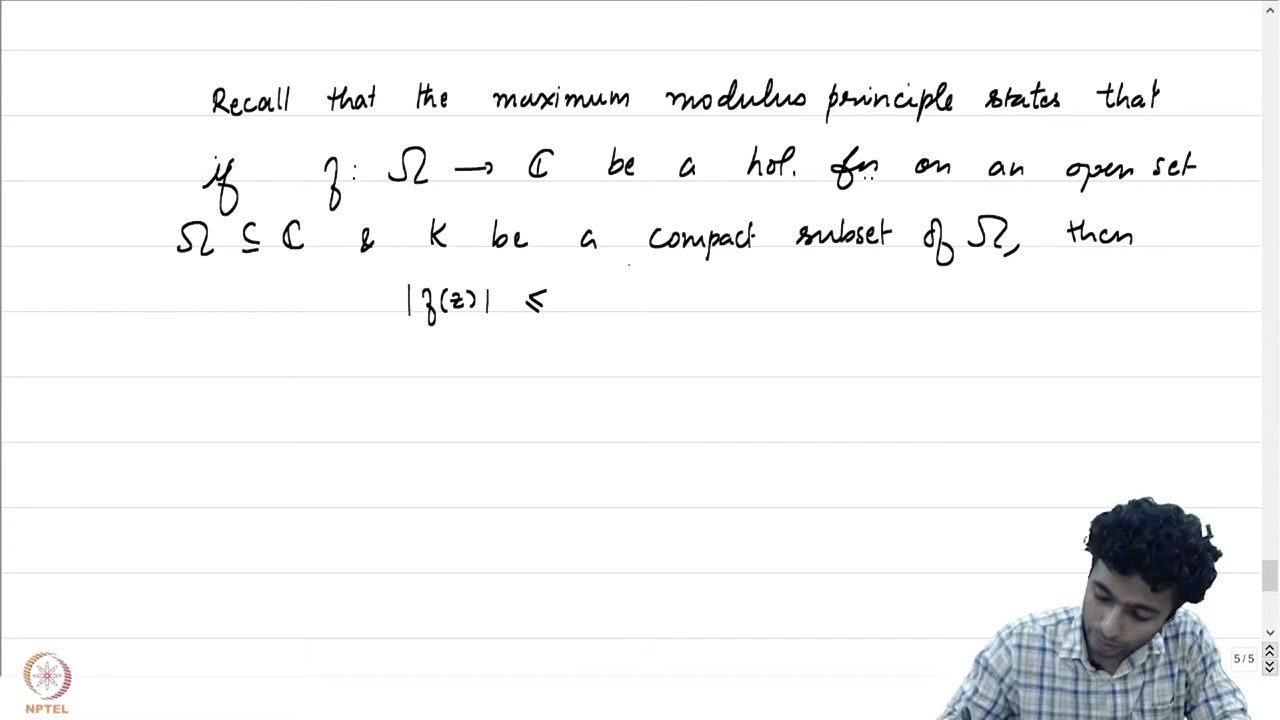 Recall that the maximum modulus principle states that
if f: Ω → ℂ be a hol. fn on an open set
Ω ⊆ ℂ & K be a compact subset of Ω, then
|f(z)| ≤
5/5
NPTEL